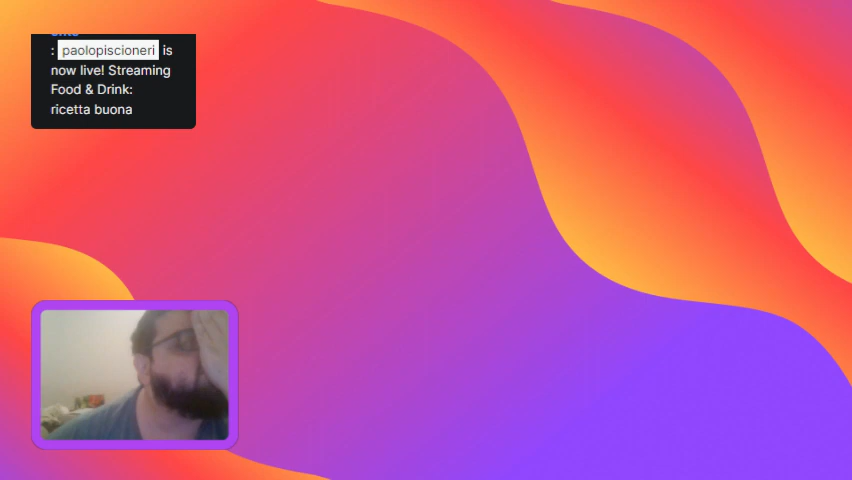 : paolopiscioneri is
now live! Streaming
Food & Drink:
ricetta buona